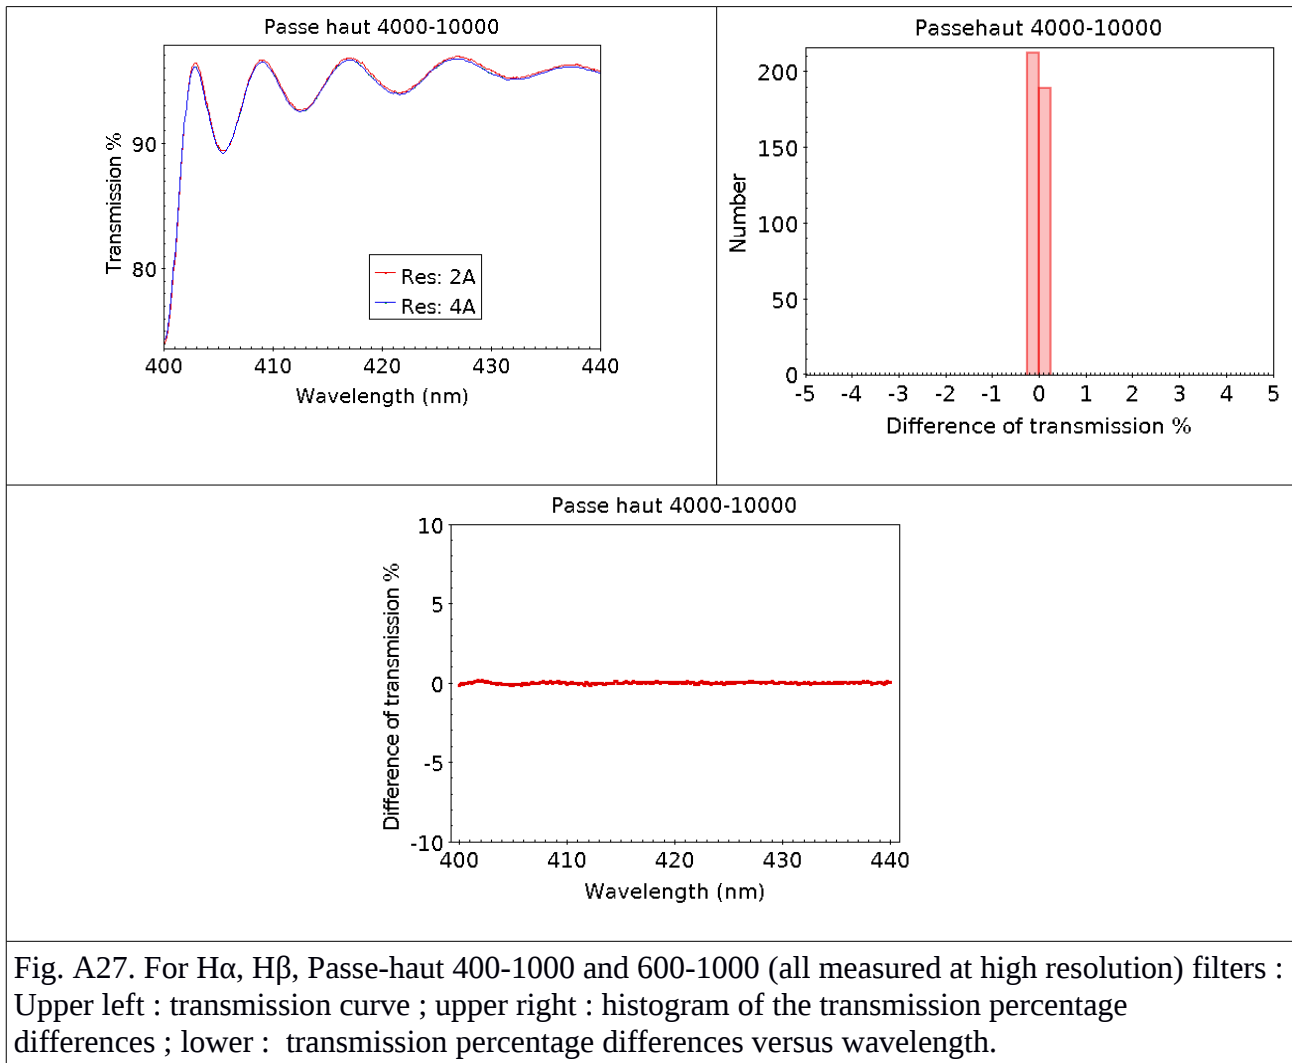 Passe haut 4000-10000
Transmission %
90
80
Res: 2A
Res: 4A
400 410 420 430 440
Wavelength (nm)
Passehaut 4000-10000
Number
200
150
100
50
0
-5 -4 -3 -2 -1 0 1 2 3 4 5
Difference of transmission %
Passe haut 4000-10000
Difference of transmission %
10
5
0
-5
-10
400 410 420 430 440
Wavelength (nm)
Fig. A27. For Hα, Hβ, Passe-haut 400-1000 and 600-1000 (all measured at high resolution) filters :
Upper left : transmission curve ; upper right : histogram of the transmission percentage
differences ; lower :  transmission percentage differences versus wavelength.